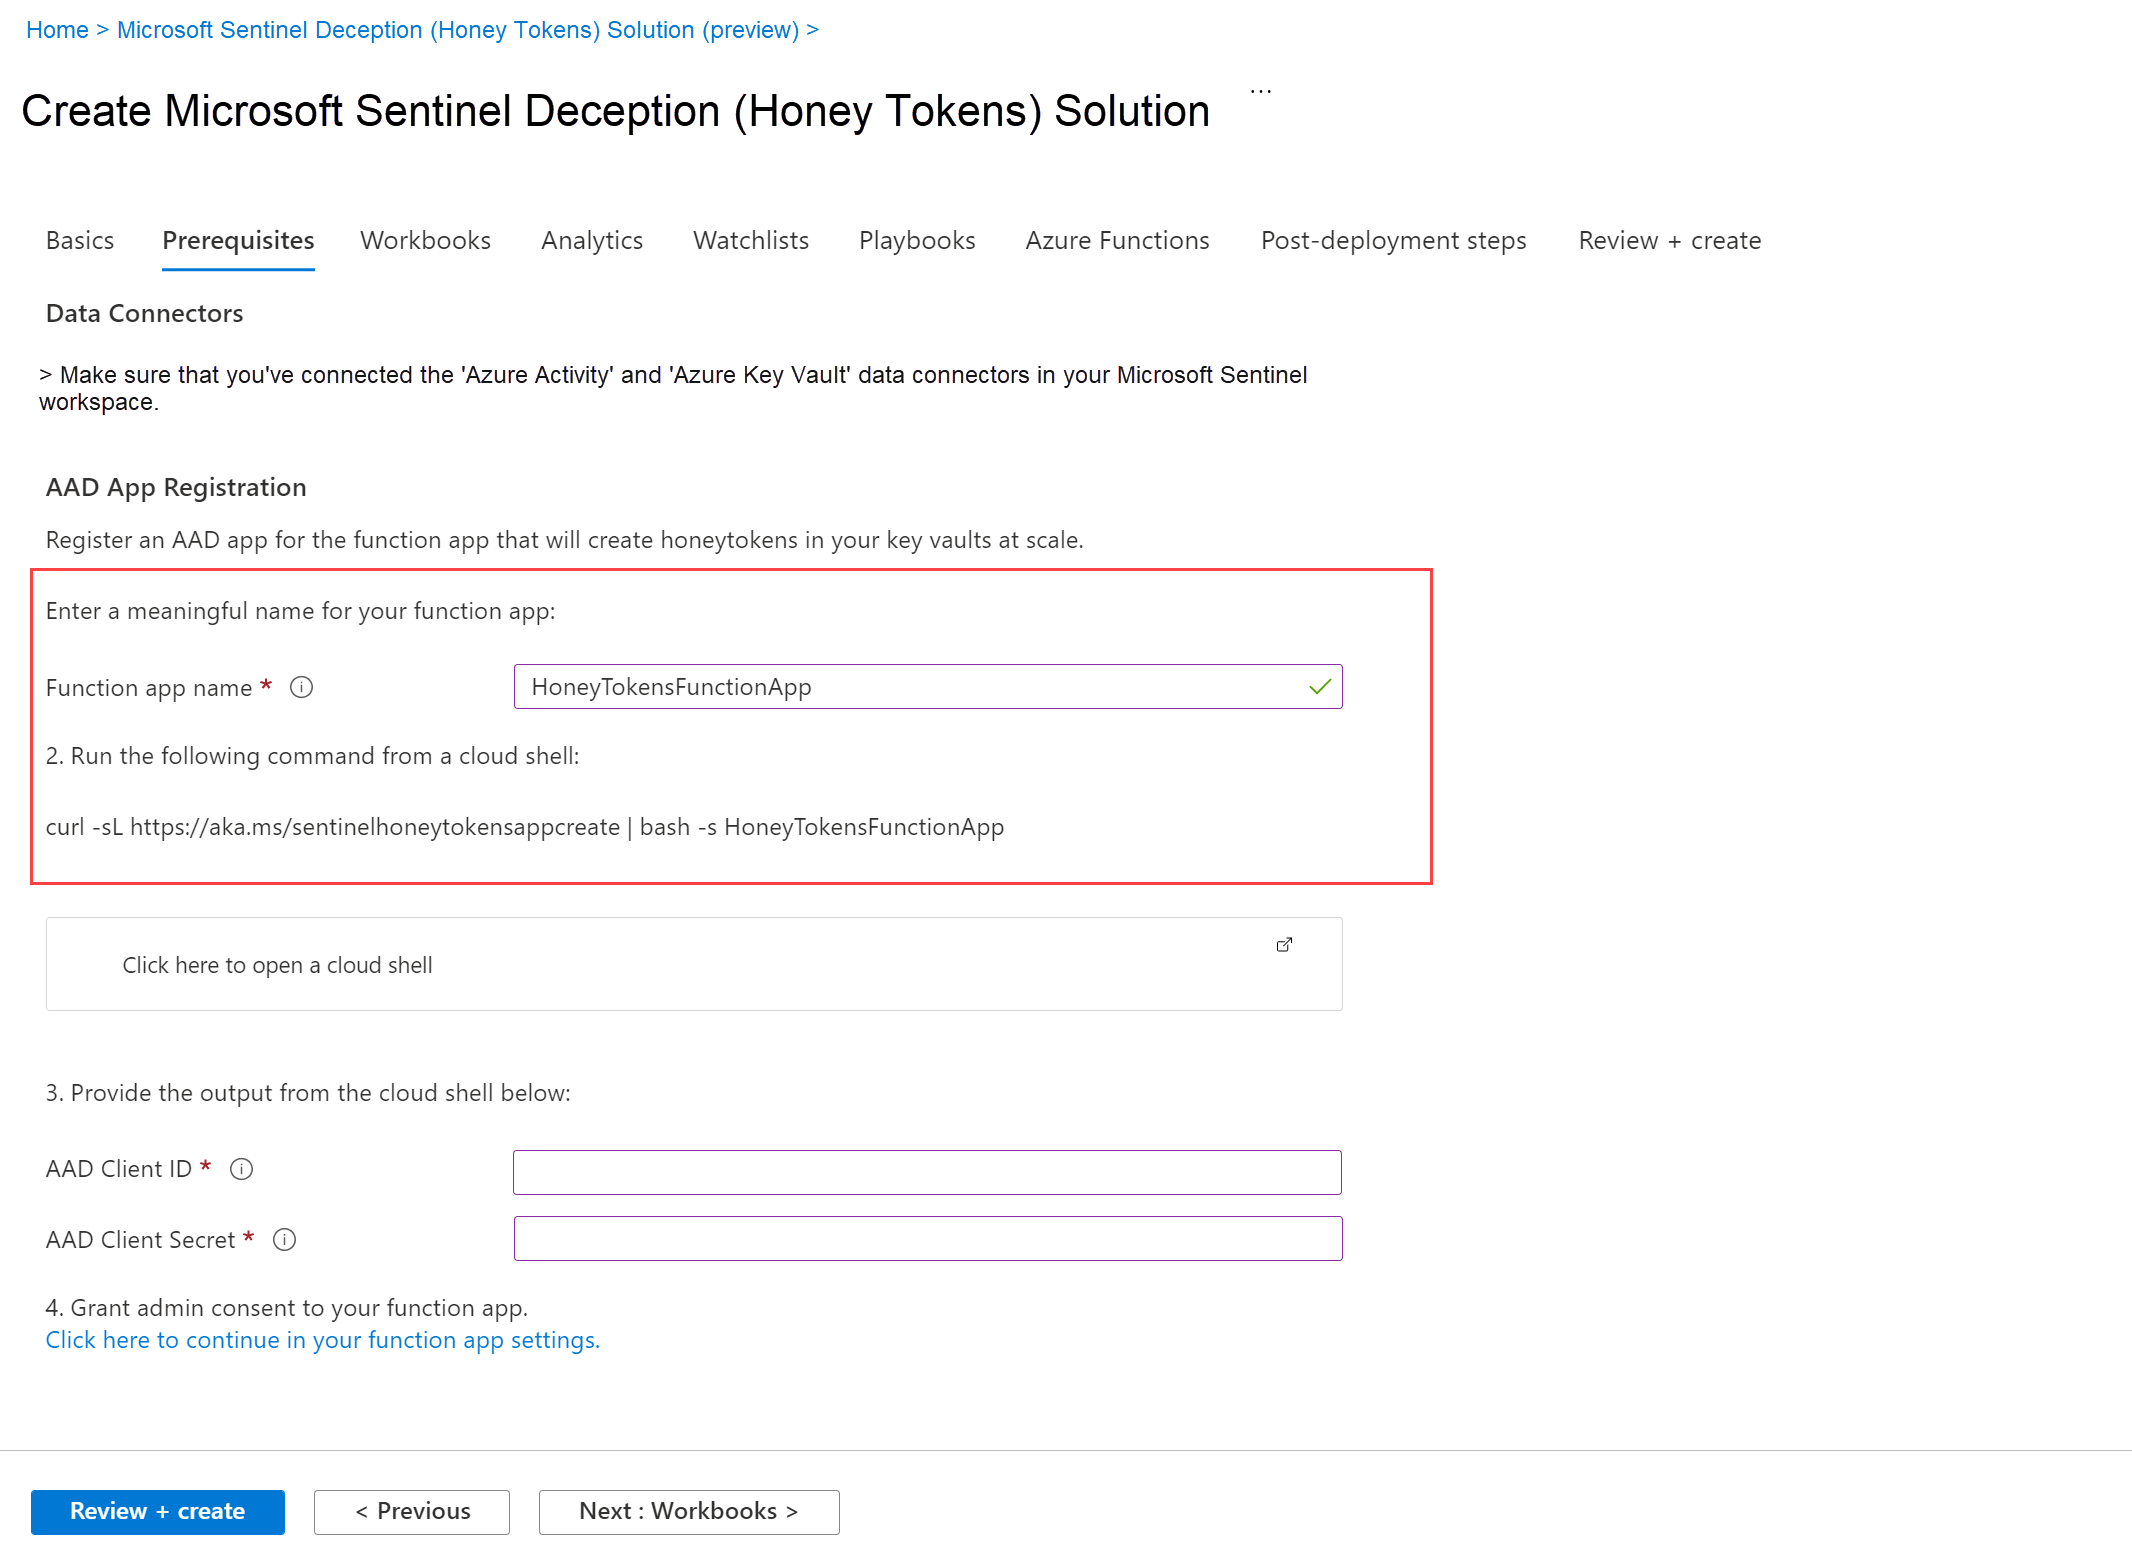 Home > Microsoft Sentinel Deception (Honey Tokens) Solution (preview) >
Create Microsoft Sentinel Deception (Honey Tokens) Solution ...
Basics Prerequisites Workbooks Analytics Watchlists Playbooks Azure Functions Post-deployment steps Review + create
Data Connectors
> Make sure that you've connected the 'Azure Activity' and 'Azure Key Vault' data connectors in your Microsoft Sentinel
workspace.
AAD App Registration
Register an AAD app for the function app that will create honeytokens in your key vaults at scale.
Enter a meaningful name for your function app:
Function app name * HoneyTokensFunctionApp
2. Run the following command from a cloud shell:
curl -sL https://aka.ms/sentinelhoneytokensappcreate | bash -s HoneyTokensFunctionApp
Click here to open a cloud shell
3. Provide the output from the cloud shell below:
AAD Client ID *
AAD Client Secret *
4. Grant admin consent to your function app.
Click here to continue in your function app settings.
Review + create < Previous Next : Workbooks >